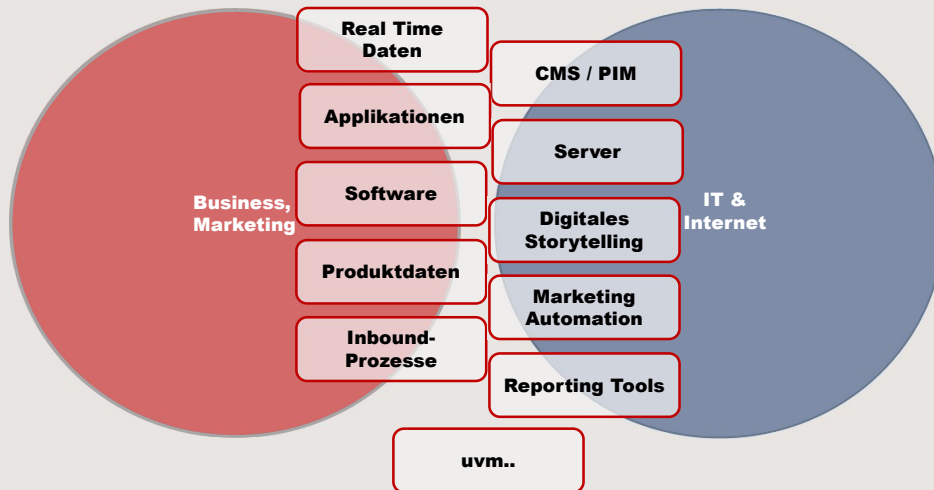 Real Time
Daten
CMS / PIM
Applikationen
Server
Software
Business,
Marketing
IT &
Internet
Digitales
Storytelling
Produktdaten
Marketing
Automation
Inbound-
Prozesse
Reporting Tools
uvm..